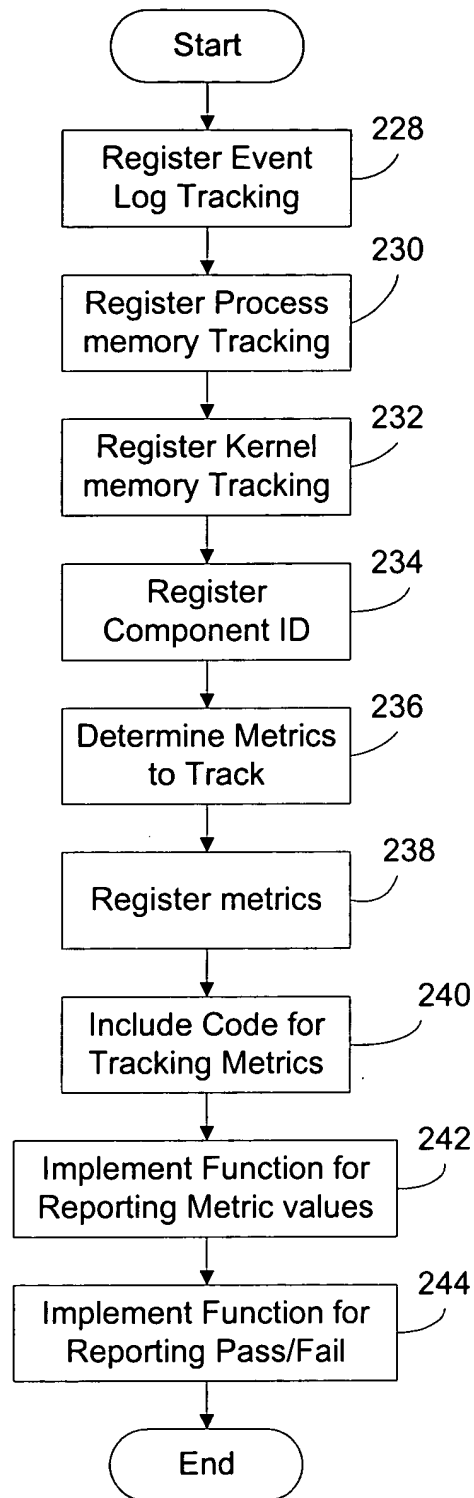 Start
228
Register Event
Log Tracking
230
Register Process
memory Tracking
232
Register Kernel
memory Tracking
234
Register
Component ID
236
Determine Metrics
to Track
238
Register metrics
240
Include Code for
Tracking Metrics
242
Implement Function for
Reporting Metric values
244
Implement Function for
Reporting Pass/Fail
End